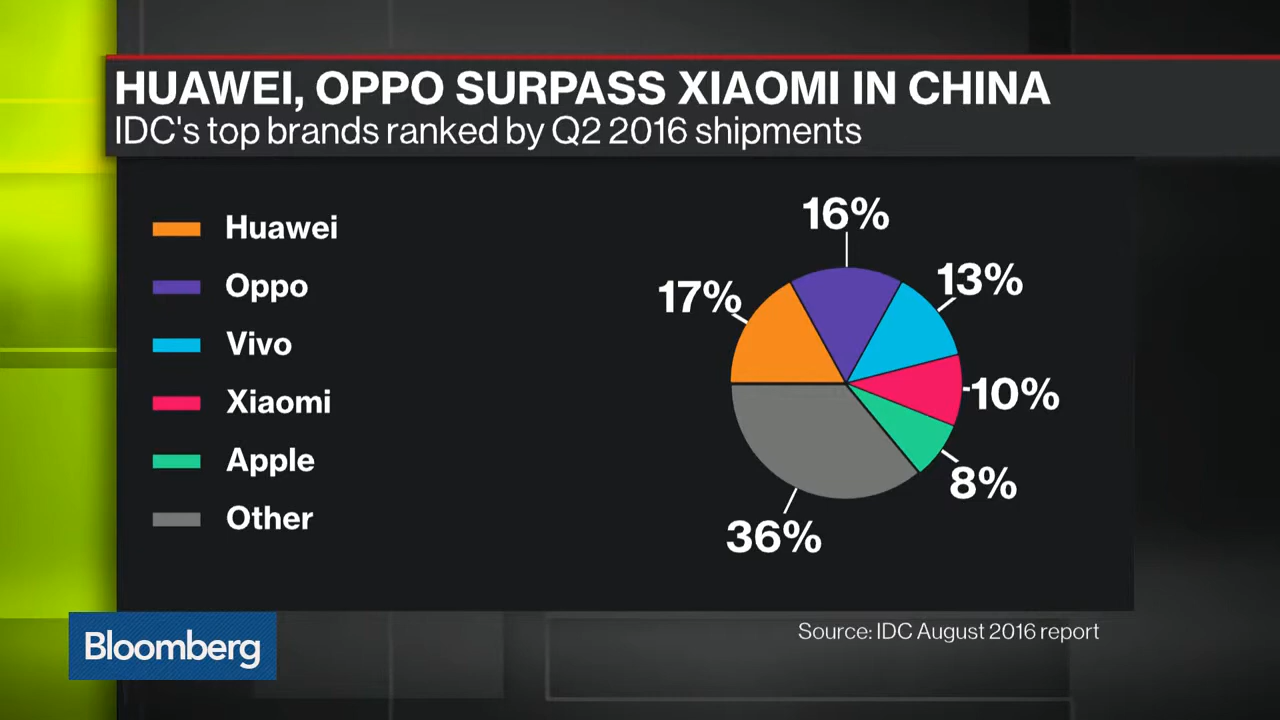 HUAWEI, OPPO SURPASS XIAOMI IN CHINA
IDC's top brands ranked by Q2 2016 shipments
Huawei
Oppo
Vivo
Xiaomi
Apple
Other
16%
13%
17%
10%
8%
36%
Source: IDC August 2016 report
Bloomberg